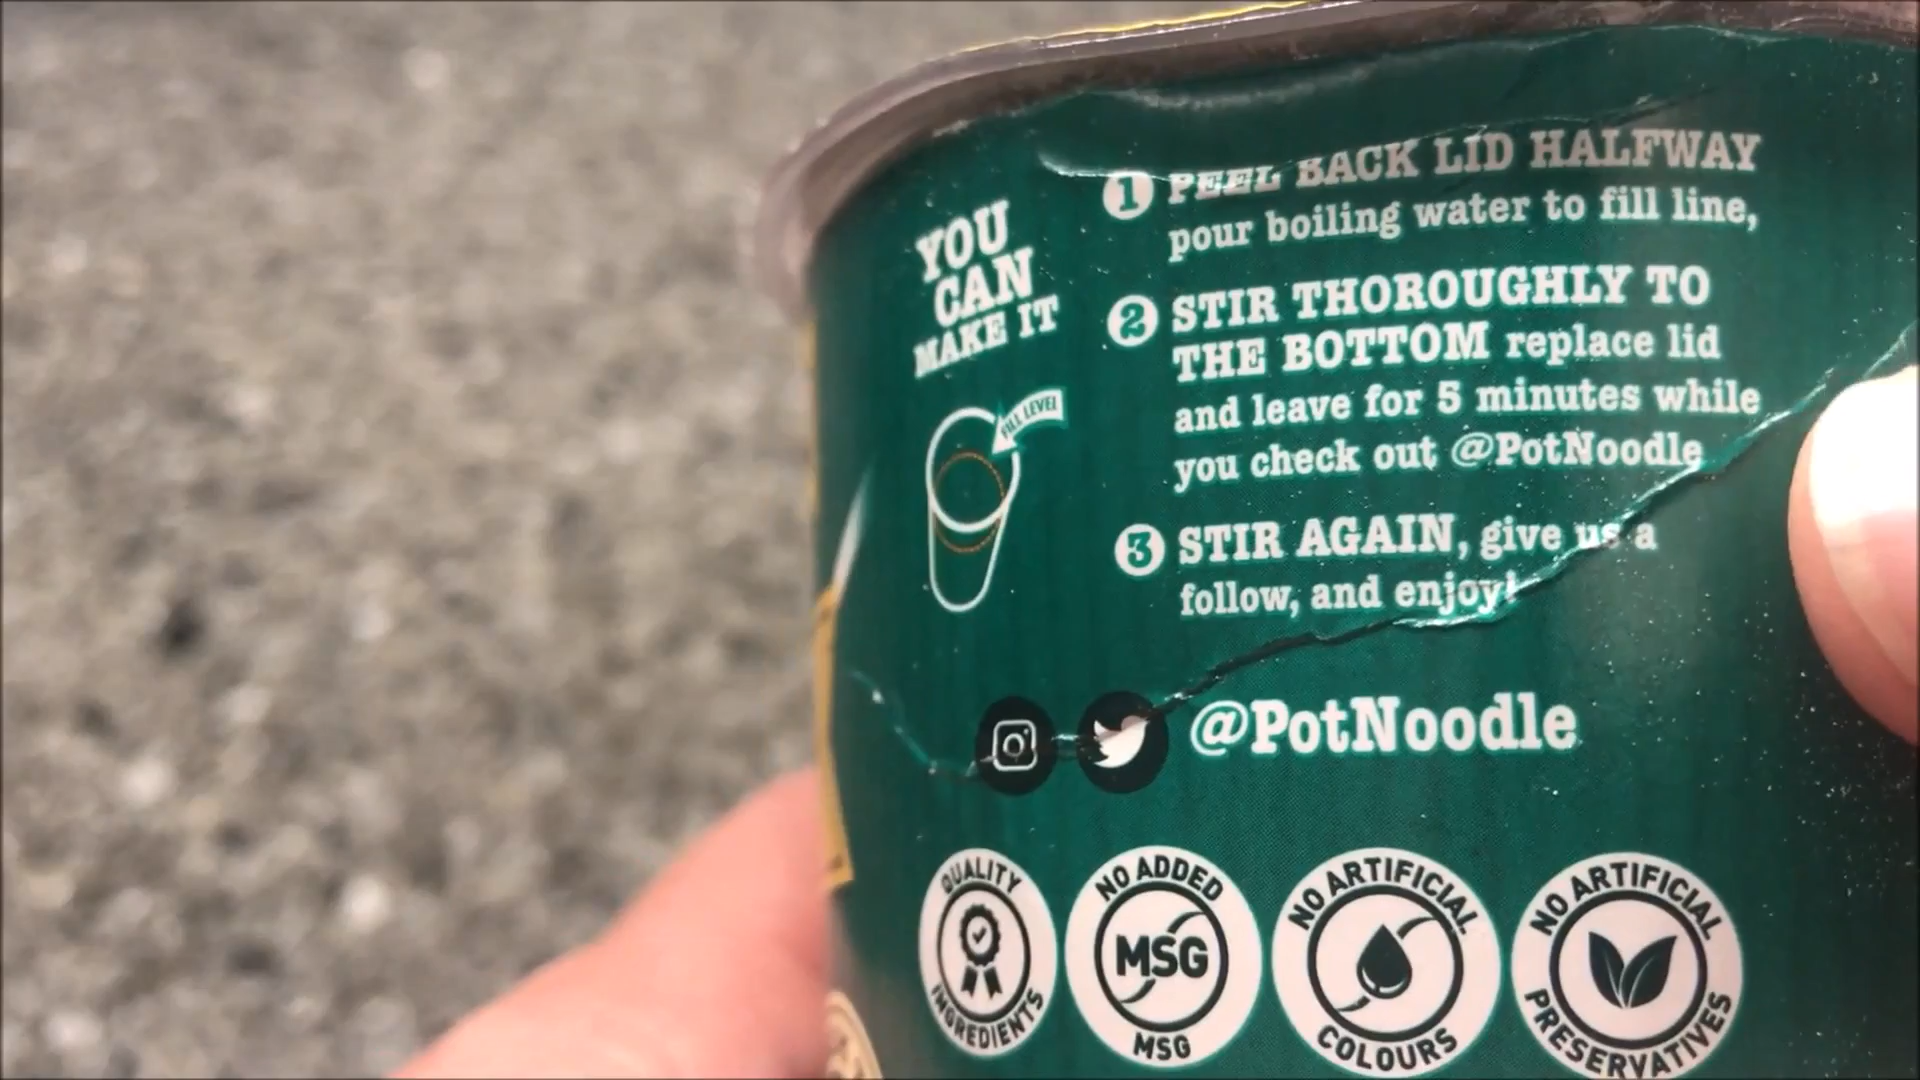 YOU
CAN
MAKE IT
FILL LEVEL
1 PEEL BACK LID HALFWAY
pour boiling water to fill line,
2 STIR THOROUGHLY TO
THE BOTTOM replace lid
and leave for 5 minutes while
you check out @PotNoodle
3 STIR AGAIN, give us a
follow, and enjoy!
@PotNoodle
QUALITY
INGREDIENTS
NO ADDED
MSG
MSG
NO ARTIFICIAL
COLOURS
NO ARTIFICIAL
PRESERVATIVES